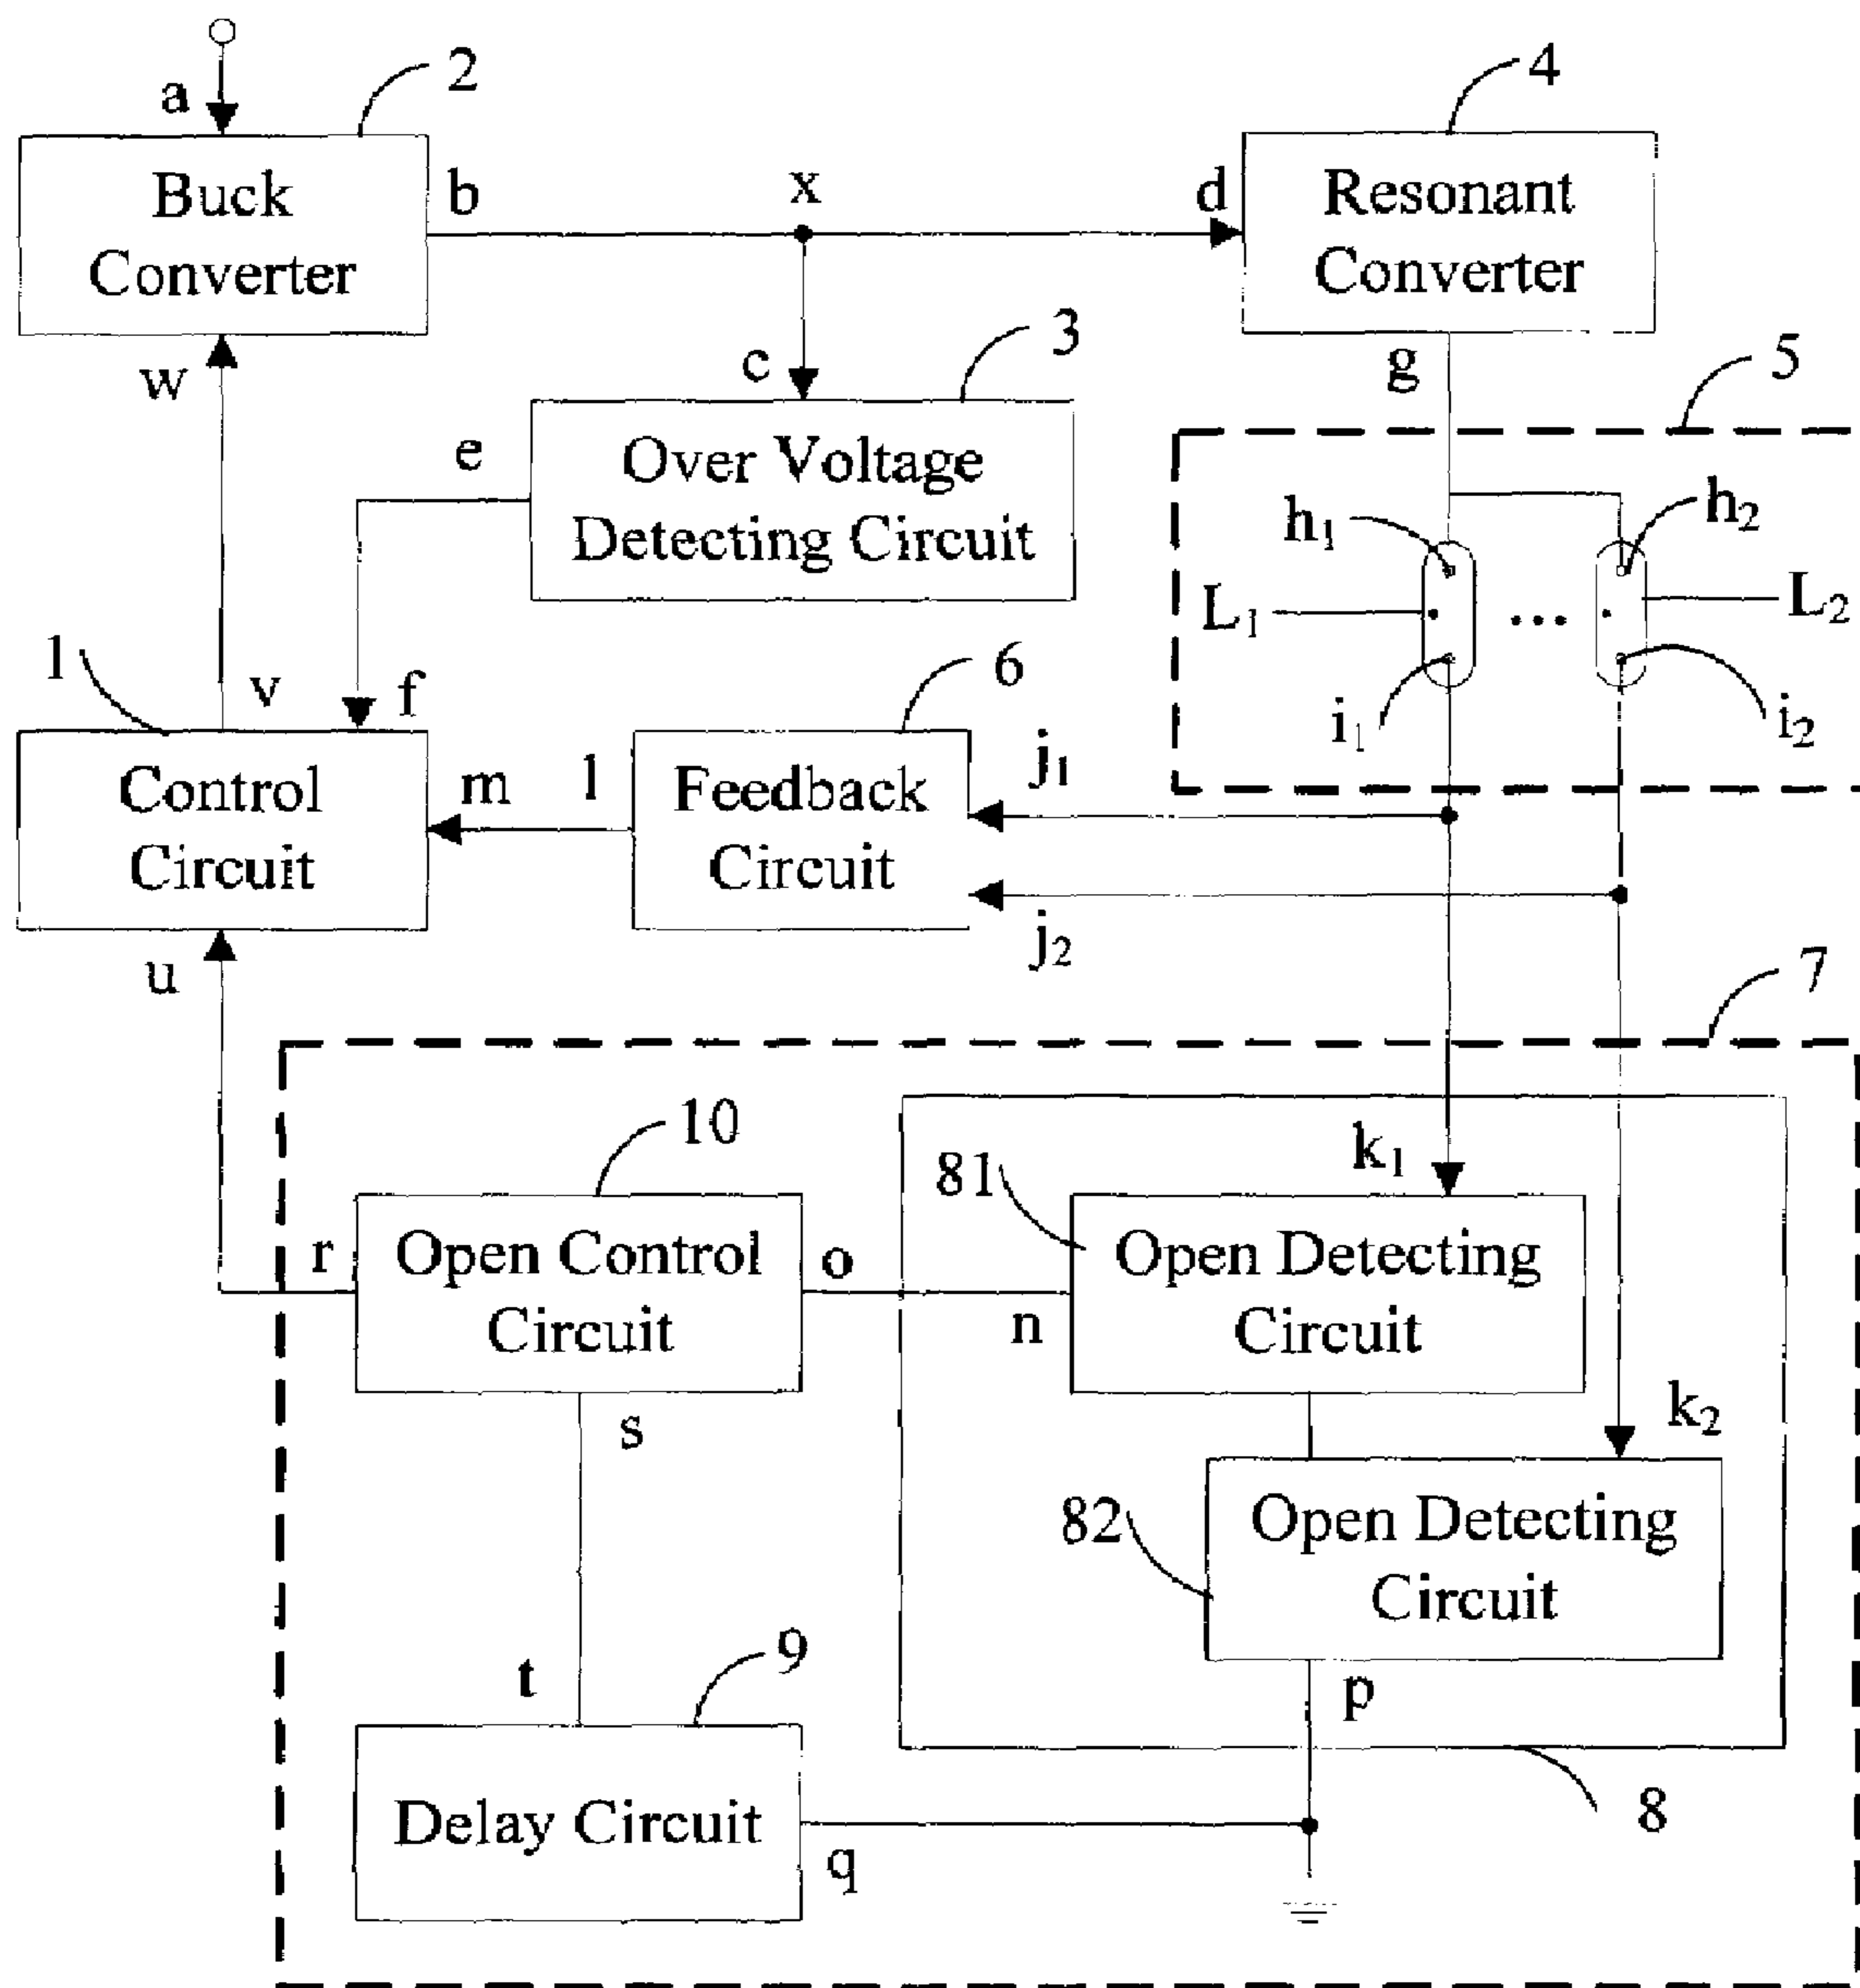 a
2
4
Buck
Converter
b
x
d
Resonant
Converter
w
c
3
g
5
e
Over Voltage
Detecting Circuit
h1
h2
L1
...
L2
1
v
f
6
i1
i2
Control
Circuit
m
l
Feedback
Circuit
j1
j2
u
7
10
81
k1
r
Open Control
Circuit
o
n
Open Detecting
Circuit
s
k2
82
Open Detecting
Circuit
t
9
p
Delay Circuit
q
8